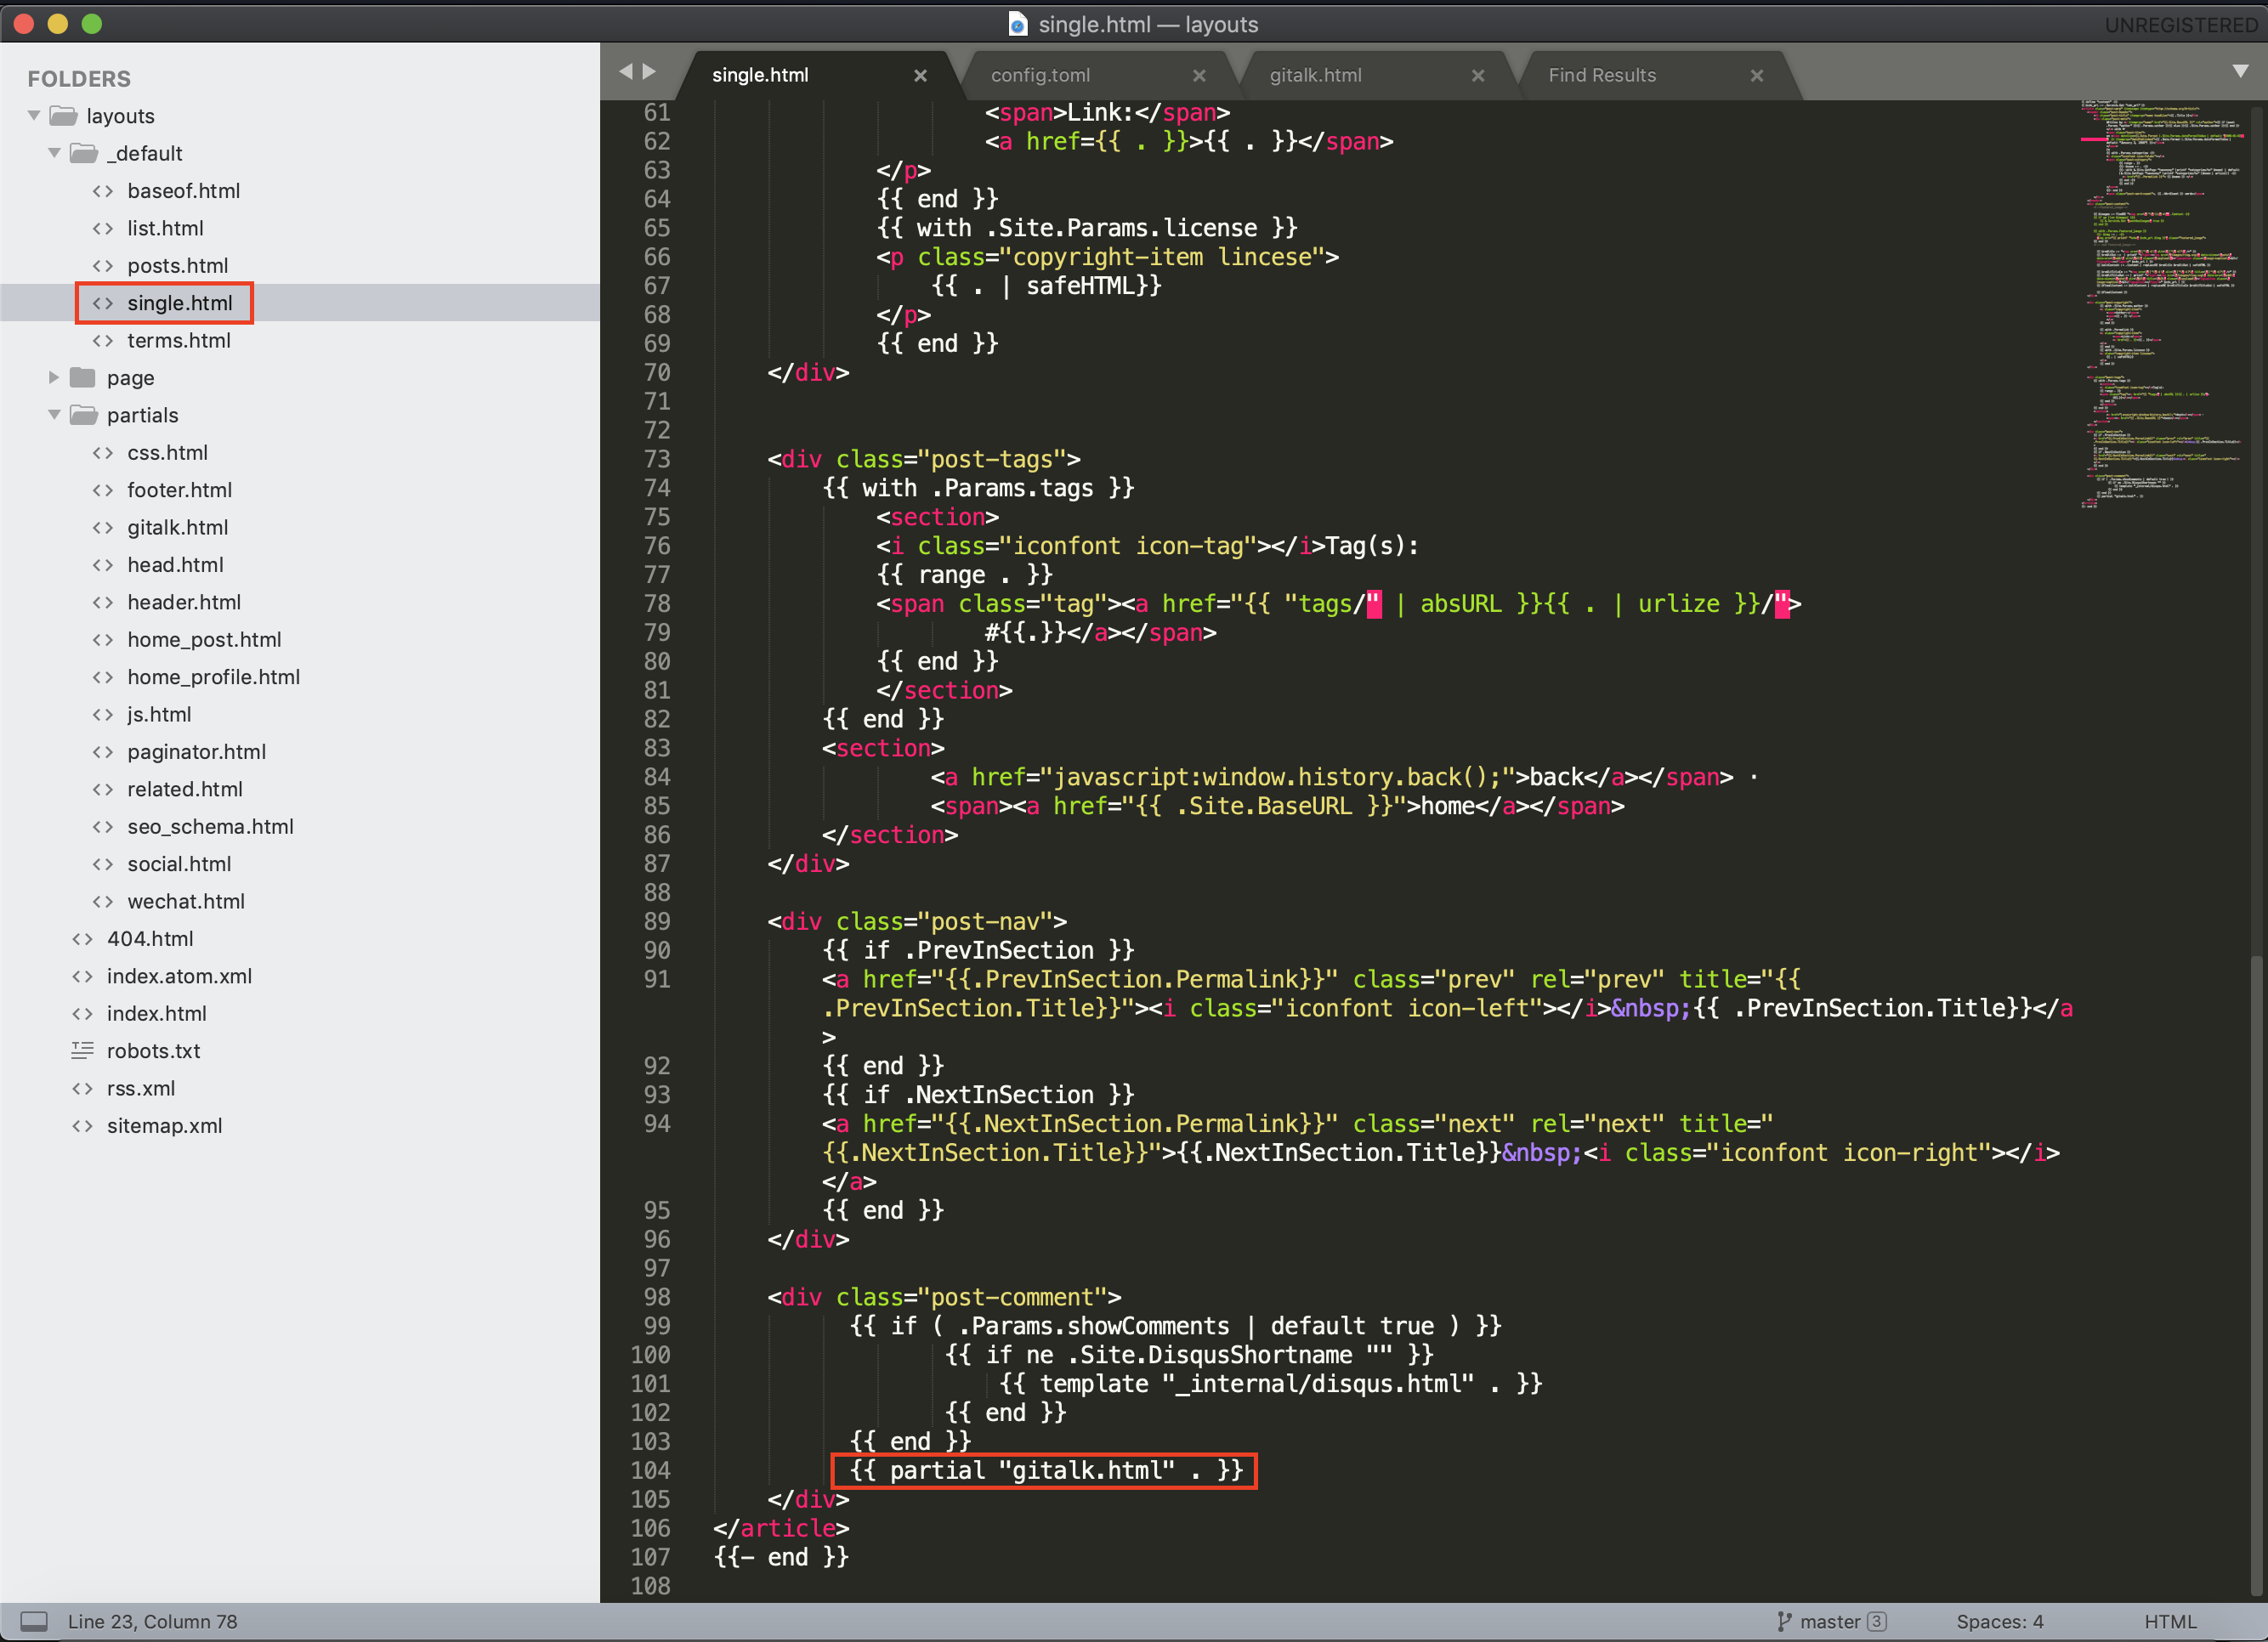 single.html — layouts
UNREGISTERED
FOLDERS
layouts
_default
baseof.html
list.html
posts.html
single.html
terms.html
page
partials
css.html
footer.html
gitalk.html
head.html
header.html
home_post.html
home_profile.html
js.html
paginator.html
related.html
seo_schema.html
social.html
wechat.html
404.html
index.atom.xml
index.html
robots.txt
rss.xml
sitemap.xml
single.html
config.toml
gitalk.html
Find Results
61 <span>Link:</span>
62 <a href={{ . }}>{{ . }}</span>
63 </p>
64 {{ end }}
65 {{ with .Site.Params.license }}
66 <p class="copyright-item lincese">
67 {{ . | safeHTML}}
68 </p>
69 {{ end }}
70 </div>
71
72
73 <div class="post-tags">
74 {{ with .Params.tags }}
75 <section>
76 <i class="iconfont icon-tag"></i>Tag(s):
77 {{ range . }}
78 <span class="tag"><a href="{{ "tags/" | absURL }}{{ . | urlize }}/">
79 #{{.}}</a></span>
80 {{ end }}
81 </section>
82 {{ end }}
83 <section>
84 <a href="javascript:window.history.back();">back</a></span> ·
85 <span><a href="{{ .Site.BaseURL }}">home</a></span>
86 </section>
87 </div>
88
89 <div class="post-nav">
90 {{ if .PrevInSection }}
91 <a href="{{.PrevInSection.Permalink}}" class="prev" rel="prev" title="{{
.PrevInSection.Title}}"><i class="iconfont icon-left"></i>&nbsp;{{ .PrevInSection.Title}}</a
>
92 {{ end }}
93 {{ if .NextInSection }}
94 <a href="{{.NextInSection.Permalink}}" class="next" rel="next" title="
{{.NextInSection.Title}}">{{.NextInSection.Title}}&nbsp;<i class="iconfont icon-right"></i>
</a>
95 {{ end }}
96 </div>
97
98 <div class="post-comment">
99 {{ if ( .Params.showComments | default true ) }}
100 {{ if ne .Site.DisqusShortname "" }}
101 {{ template "_internal/disqus.html" . }}
102 {{ end }}
103 {{ end }}
104 {{ partial "gitalk.html" . }}
105 </div>
106 </article>
107 {{- end }}
108
Line 23, Column 78
master 3
Spaces: 4
HTML